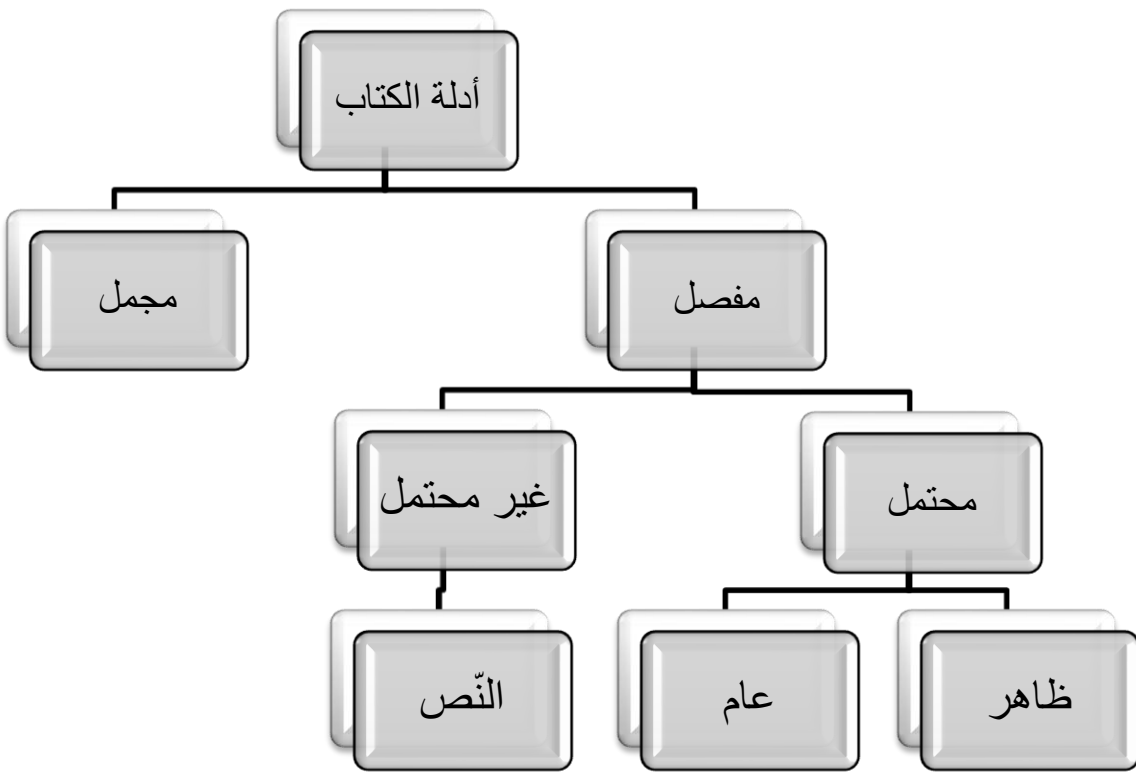 أدلة الكتاب
مفصل
مجمل
محتمل
غير محتمل
ظاهر
عام
النّص